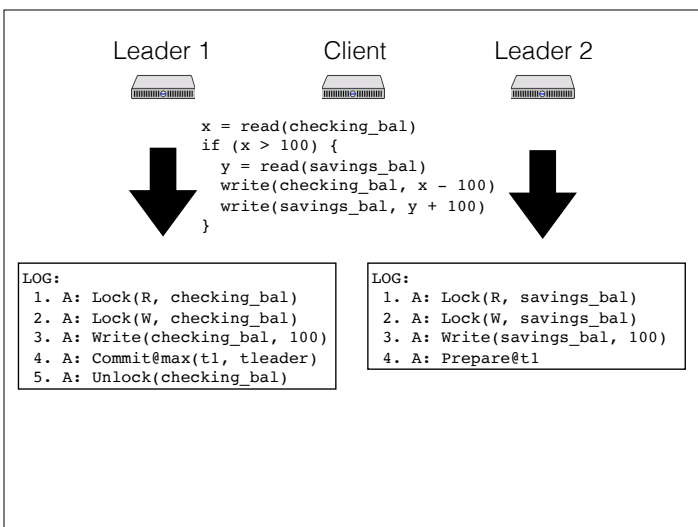 Leader 1
Client
Leader 2
x = read(checking_bal)
if (x > 100) {
y = read(savings_bal)
write(checking_bal, x - 100)
write(savings_bal, y + 100)
}
LOG:
1. A: Lock(R, checking_bal)
2. A: Lock(W, checking_bal)
3. A: Write(checking_bal, 100)
4. A: Commit@max(t1, tleader)
5. A: Unlock(checking_bal)
LOG:
1. A: Lock(R, savings_bal)
2. A: Lock(W, savings_bal)
3. A: Write(savings_bal, 100)
4. A: Prepare@t1